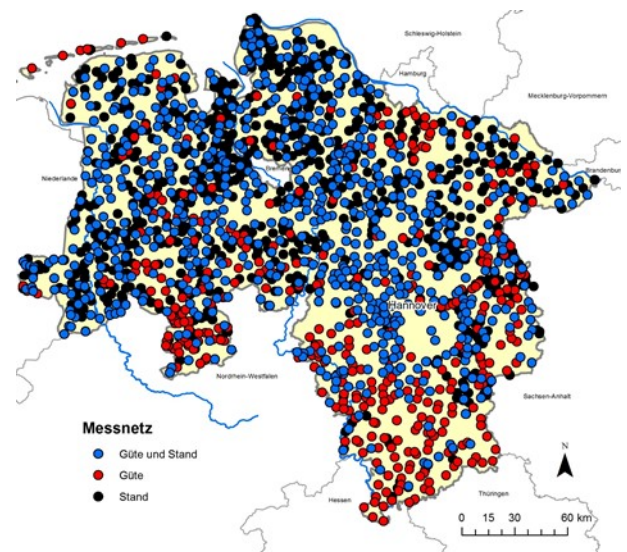 Schleswig-Holstein
Hamburg
Mecklenburg-Vorpommern
Niederlande
Bremen
Brandenburg
Hannover
Nordrhein-Westfalen
Sachsen-Anhalt
Messnetz
Güte und Stand
Güte
Stand
N
Hessen
Thüringen
0 15 30 60 km